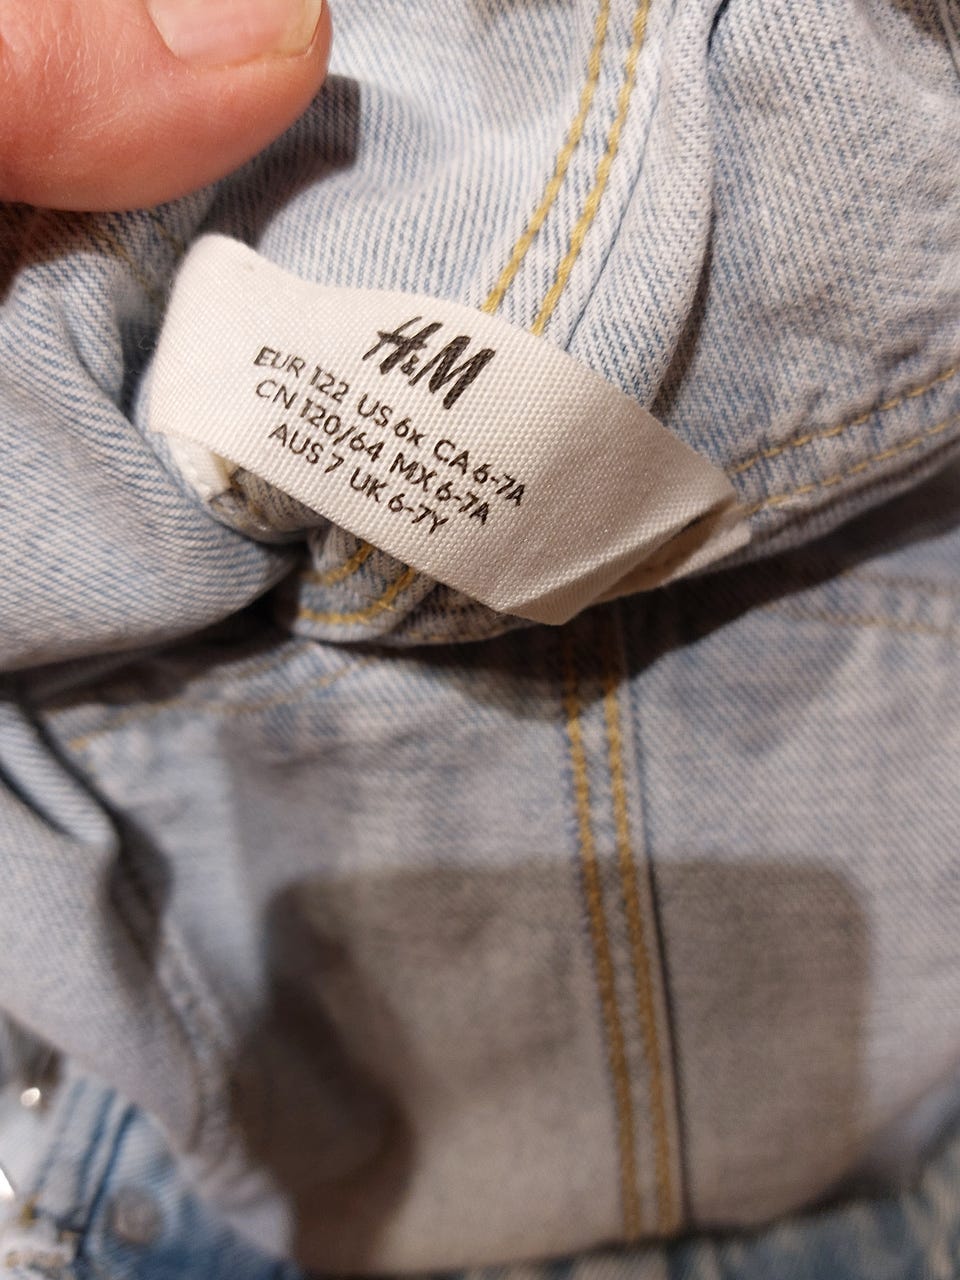 H&M
EUR 122 US 6x CA 6-7A
CN 120/64 MX 6-7A
AUS 7 UK 6-7Y